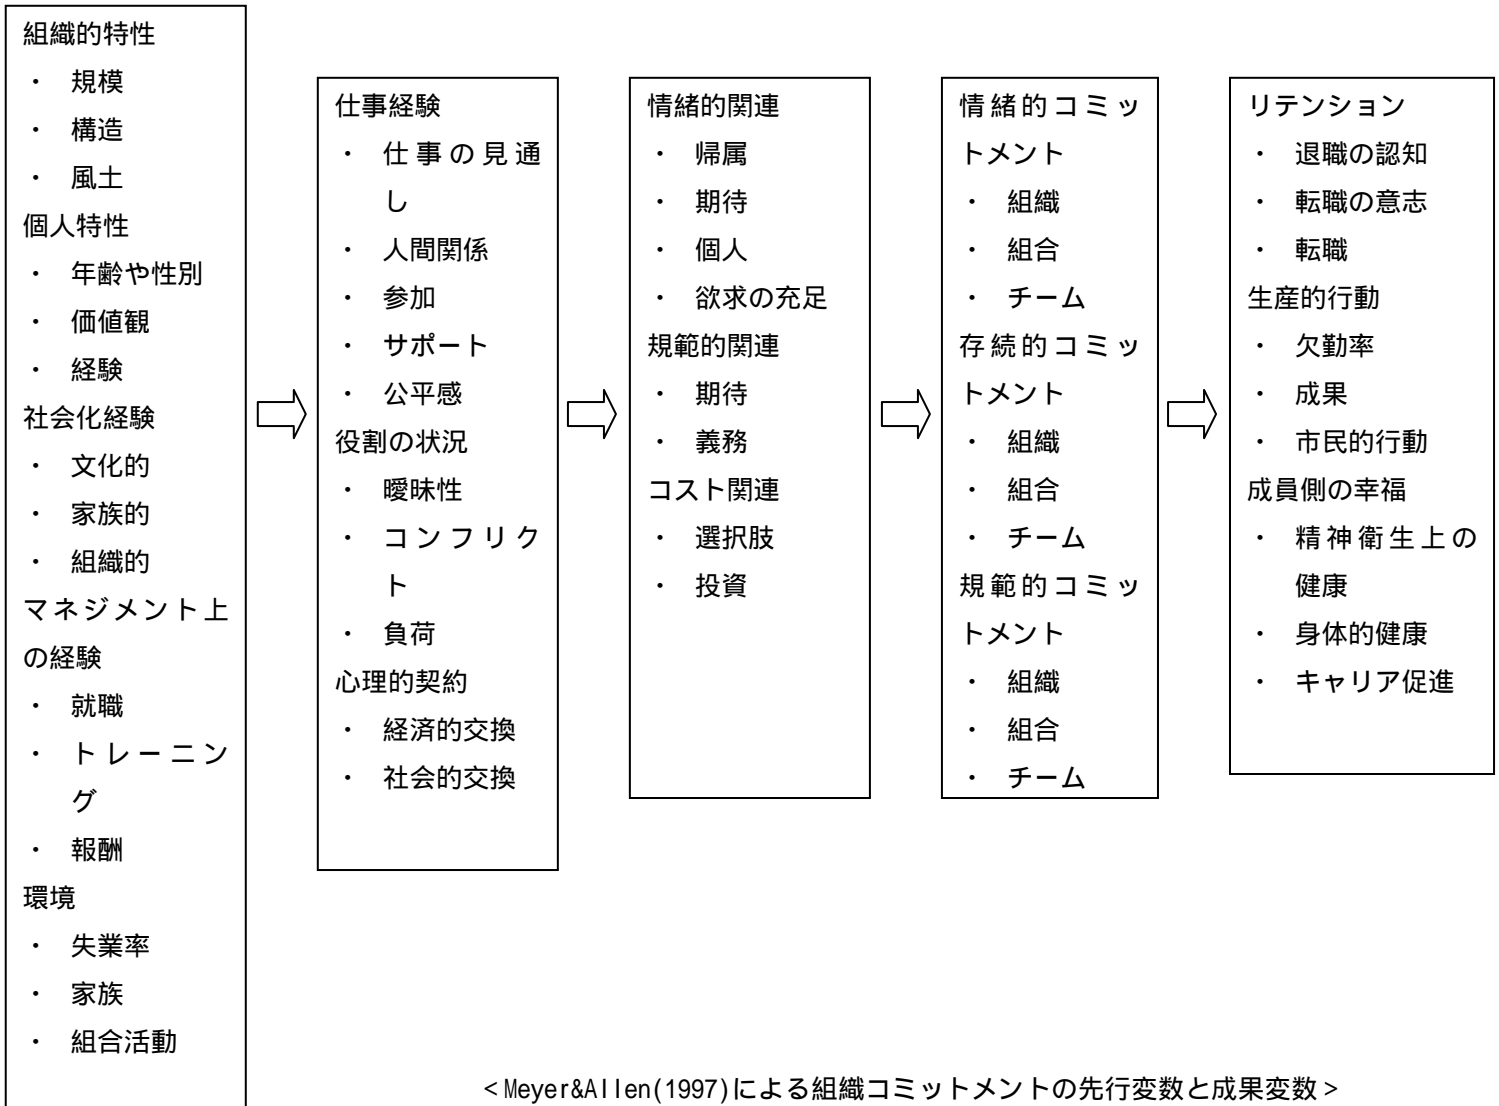 組織的特性
・ 規模
・ 構造
・ 風土
個人特性
・ 年齢や性別
・ 価値観
・ 経験
社会化経験
・ 文化的
・ 家族的
・ 組織的
マネジメント上
の経験
・ 就職
・ トレーニン
グ
・ 報酬
環境
・ 失業率
・ 家族
・ 組合活動
仕事経験
・ 仕事の見通
し
・ 人間関係
・ 参加
・ サポート
・ 公平感
役割の状況
・ 曖昧性
・ コンフリク
ト
・ 負荷
心理的契約
・ 経済的交換
・ 社会的交換
情緒的関連
・ 帰属
・ 期待
・ 個人
・ 欲求の充足
規範的関連
・ 期待
・ 義務
コスト関連
・ 選択肢
・ 投資
情緒的コミッ
トメント
・ 組織
・ 組合
・ チーム
存続的コミッ
トメント
・ 組織
・ 組合
・ チーム
規範的コミッ
トメント
・ 組織
・ 組合
・ チーム
リテンション
・ 退職の認知
・ 転職の意志
・ 転職
生産的行動
・ 欠勤率
・ 成果
・ 市民的行動
成員側の幸福
・ 精神衛生上の
健康
・ 身体的健康
・ キャリア促進
<Meyer&Allen(1997)による組織コミットメントの先行変数と成果変数>